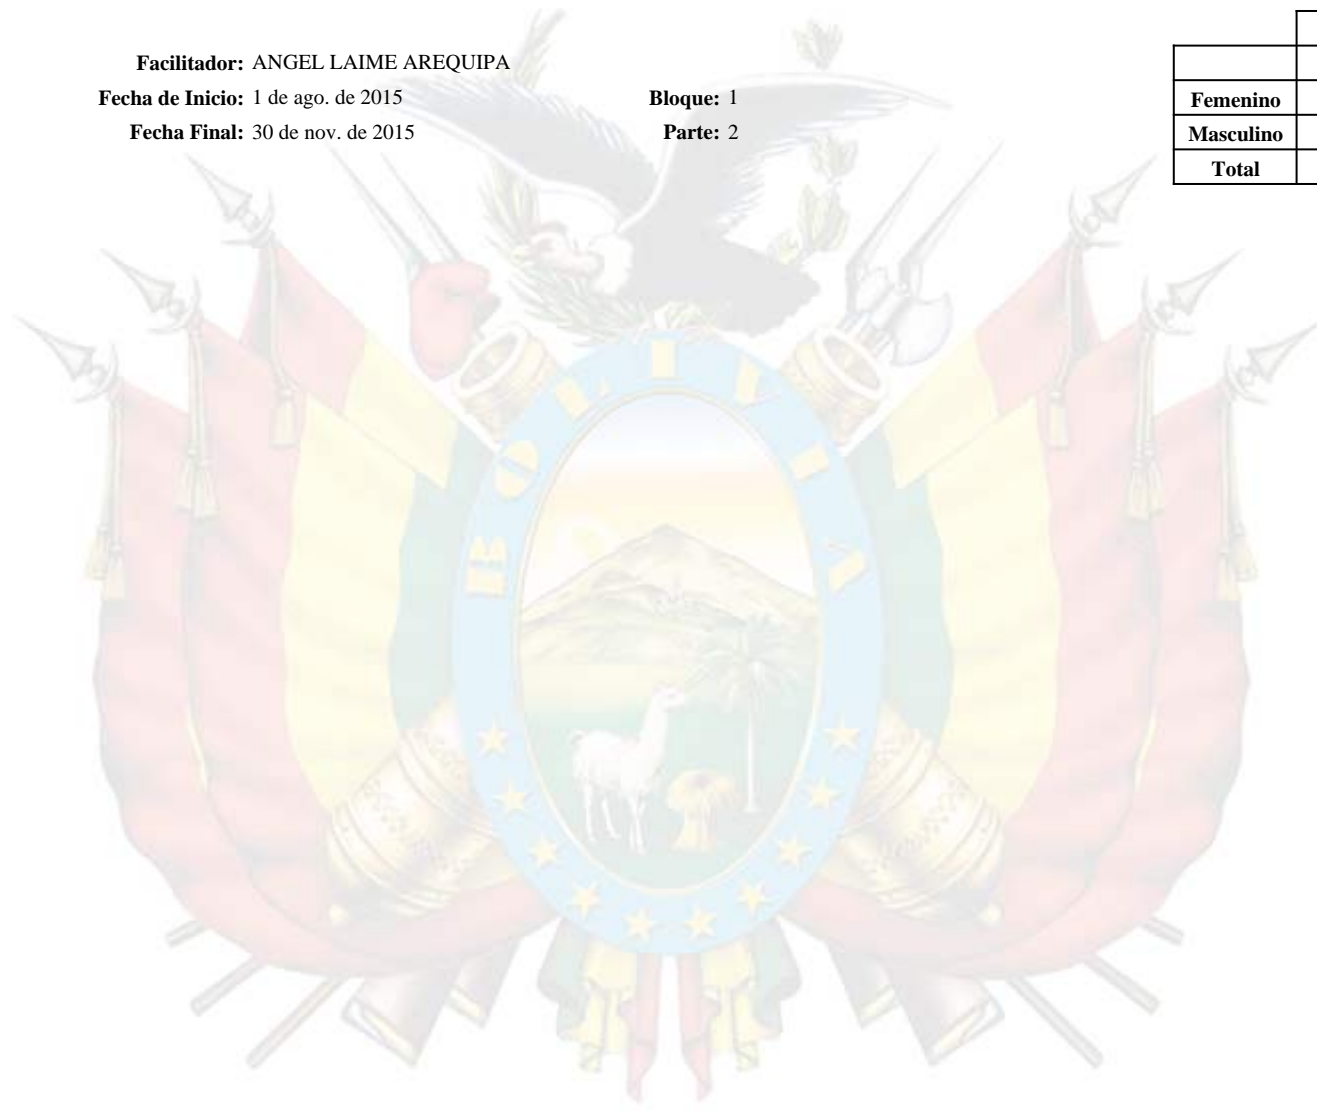 Facilitador: ANGEL LAIME AREQUIPA
Fecha de Inicio: 1 de ago. de 2015 Bloque: 1
Fecha Final: 30 de nov. de 2015 Parte: 2
Femenino
Masculino
Total
BOLIVIA